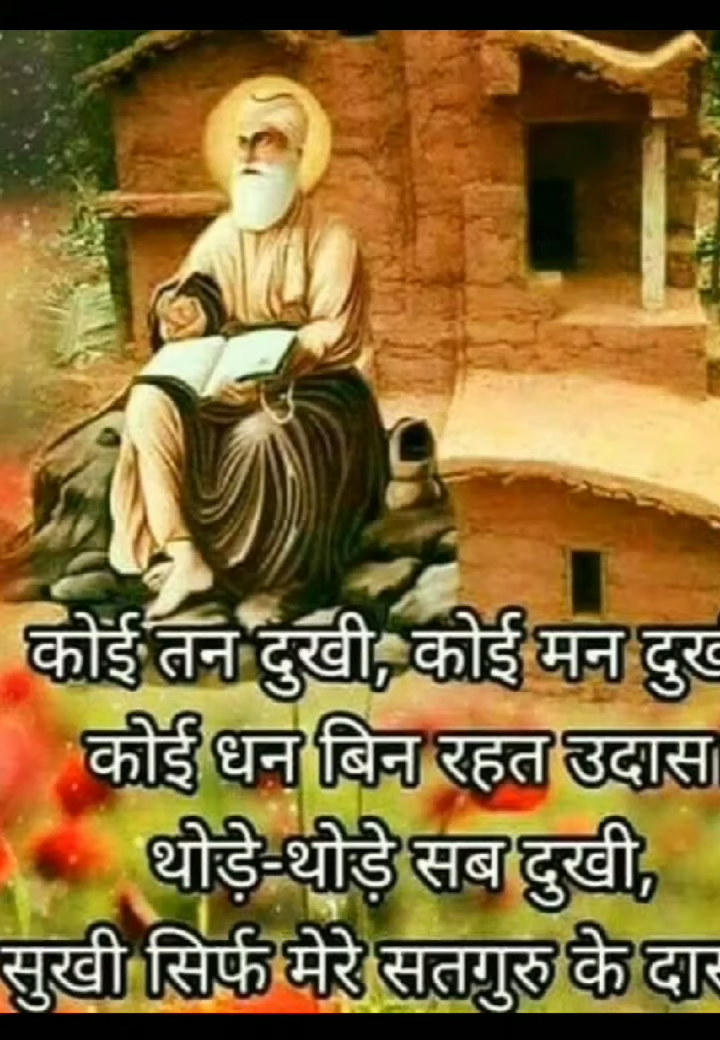 कोई तन दुखी, कोई मन
कोई धन बिन रहत उदास।
थोड़े-थोड़े सब दुखी,
सुखी सिर्फ मेरे सतगुरु के